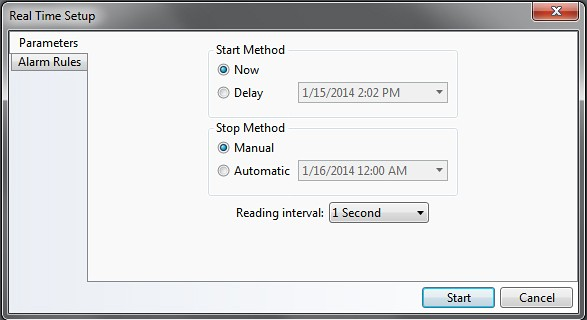 Real Time Setup
Parameters
Alarm Rules
Start Method
Now
Delay 1/15/2014 2:02 PM
Stop Method
Manual
Automatic 1/16/2014 12:00 AM
Reading interval: 1 Second
Start Cancel